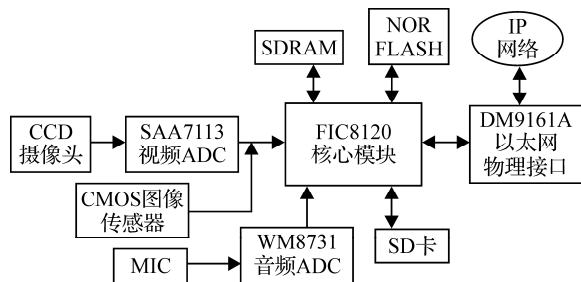 SDRAM
NOR
FLASH
IP
网络
CCD
摄像头
SAA7113
视频ADC
FIC8120
核心模块
DM9161A
以太网
物理接口
CMOS图像
传感器
MIC
WM8731
音频ADC
SD卡